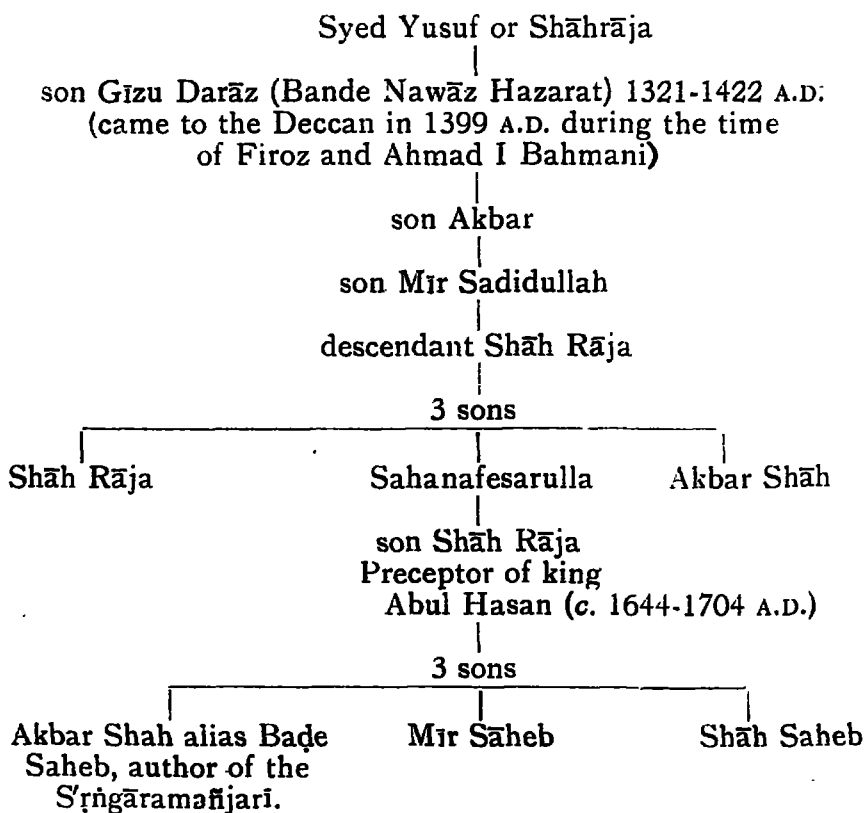 Syed Yusuf or Shāhrāja
son Gīzu Darāz (Bande Nawāz Hazarat) 1321-1422 A.D.
(came to the Deccan in 1399 A.D. during the time
of Firoz and Ahmad I Bahmani)
son Akbar
son Mīr Sadidullah
descendant Shāh Rāja
3 sons
Shāh Rāja Sahanafesarulla Akbar Shāh
son Shāh Rāja
Preceptor of king
Abul Hasan (c. 1644-1704 A.D.)
3 sons
Akbar Shah alias Baḍe Mīr Sāheb Shāh Saheb
Saheb, author of the
S'ṛṅgāramañjarī.